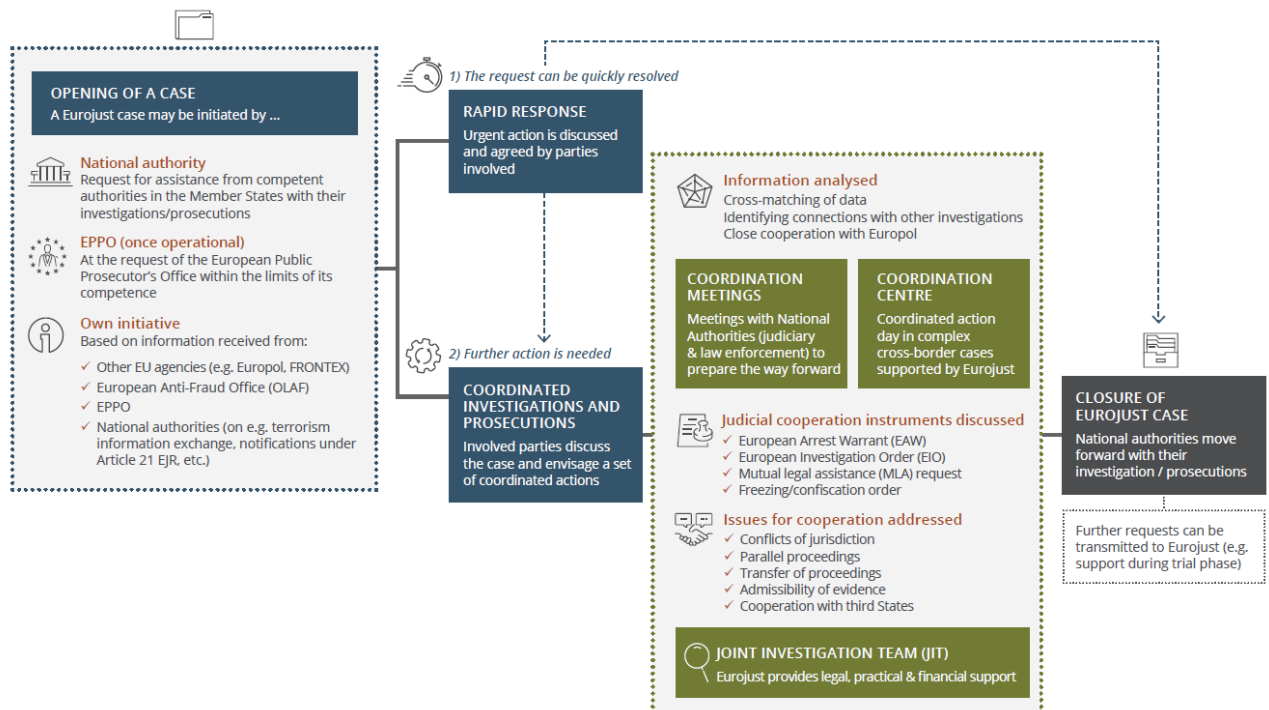 OPENING OF A CASE
A Eurojust case may be initiated by ...
National authority
Request for assistance from competent
authorities in the Member States with their
investigations/prosecutions
EPPO (once operational)
At the request of the European Public
Prosecutor's Office within the limits of its
competence
Own initiative
Based on information received from:
Other EU agencies (e.g. Europol, FRONTEX)
European Anti-Fraud Office (OLAF)
EPPO
National authorities (on e.g. terrorism
information exchange, notifications under
Article 21 EJR, etc.)
1) The request can be quickly resolved
RAPID RESPONSE
Urgent action is discussed
and agreed by parties
involved
2) Further action is needed
COORDINATED
INVESTIGATIONS AND
PROSECUTIONS
Involved parties discuss
the case and envisage a set
of coordinated actions
Information analysed
Cross-matching of data
Identifying connections with other investigations
Close cooperation with Europol
COORDINATION
MEETINGS
Meetings with National
Authorities (judiciary
& law enforcement) to
prepare the way forward
COORDINATION
CENTRE
Coordinated action
day in complex
cross-border cases
supported by Eurojust
Judicial cooperation instruments discussed
European Arrest Warrant (EAW)
European Investigation Order (EIO)
Mutual legal assistance (MLA) request
Freezing/confiscation order
Issues for cooperation addressed
Conflicts of jurisdiction
Parallel proceedings
Transfer of proceedings
Admissibility of evidence
Cooperation with third States
JOINT INVESTIGATION TEAM (JIT)
Eurojust provides legal, practical & financial support
CLOSURE OF
EUROJUST CASE
National authorities move
forward with their
investigation / prosecutions
Further requests can be
transmitted to Eurojust (e.g.
support during trial phase)